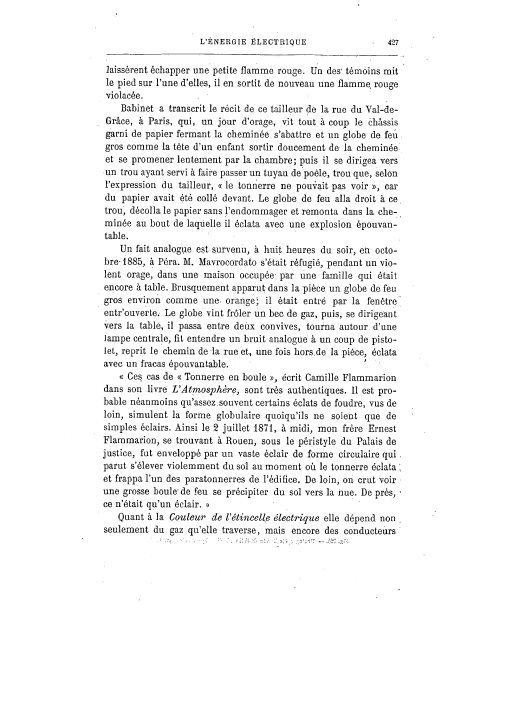 L'ÉNERGIE ÉLECTRIQUE 427
laissèrent échapper une petite flamme rouge. Un des témoins mit
le pied sur l'une d'elles, il en sortit de nouveau une flamme rouge
violacée.
Babinet a transcrit le récit de ce tailleur de la rue du Val-de-
Grâce, à Paris, qui, un jour d'orage, vit tout à coup le châssis
garni de papier fermant la cheminée s'abattre et un globe de feu
gros comme la tête d'un enfant sortir doucement de la cheminée
et se promener lentement par la chambre; puis il se dirigea vers
un trou ayant servi à faire passer un tuyau de poêle, trou que, selon
l'expression du tailleur, « le tonnerre ne pouvait pas voir », car
du papier avait été collé devant. Le globe de feu alla droit à ce
trou, décolla le papier sans l'endommager et remonta dans la che-
minée au bout de laquelle il éclata avec une explosion épouvan-
table.
Un fait analogue est survenu, à huit heures du soir, en octo-
bre 1885, à Péra. M. Mavrocordato s'était réfugié, pendant un vio-
lent orage, dans une maison occupée par une famille qui était
encore à table. Brusquement apparut dans la pièce un globe de feu
gros environ comme une orange; il était entré par la fenêtre
entr'ouverte. Le globe vint frôler un bec de gaz, puis, se dirigeant
vers la table, il passa entre deux convives, tourna autour d'une
lampe centrale, fit entendre un bruit analogue à un coup de pisto-
let, reprit le chemin de la rue et, une fois hors de la pièce, éclata
avec un fracas épouvantable.
« Ces cas de « Tonnerre en boule », écrit Camille Flammarion
dans son livre L'Atmosphère, sont très authentiques. Il est pro-
bable néanmoins qu'assez souvent certains éclats de foudre, vus de
loin, simulent la forme globulaire quoiqu'ils ne soient que de
simples éclairs. Ainsi le 2 juillet 1871, à midi, mon frère Ernest
Flammarion, se trouvant à Rouen, sous le péristyle du Palais de
justice, fut enveloppé par un vaste éclair de forme circulaire qui
parut s'élever violemment du sol au moment où le tonnerre éclata
et frappa l'un des paratonnerres de l'édifice. De loin, on crut voir
une grosse boule de feu se précipiter du sol vers la nue. De près,
ce n'était qu'un éclair. »
Quant à la Couleur de l'étincelle électrique elle dépend non
seulement du gaz qu'elle traverse, mais encore des conducteurs